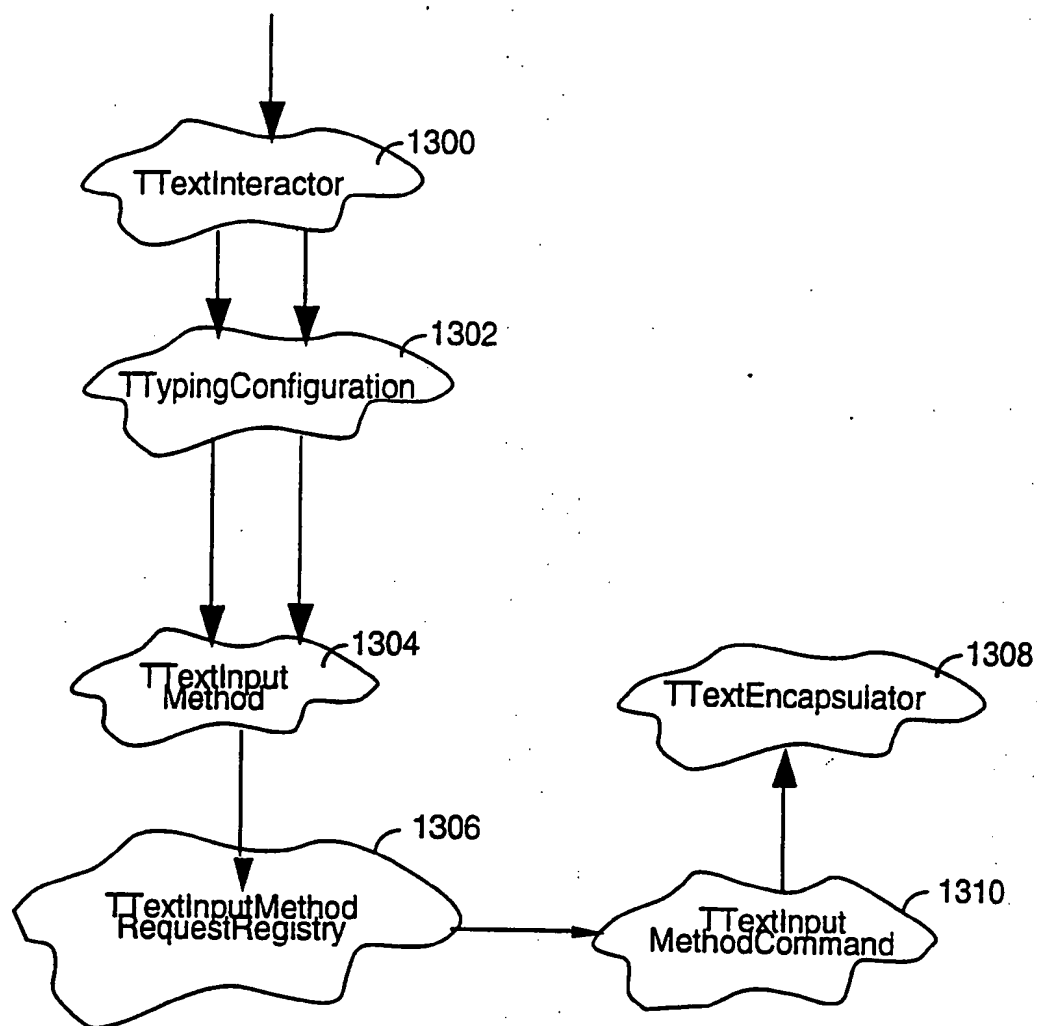 1300
TTextInteractor
1302
TTypingConfiguration
1304
TTextInput
Method
1308
TTextEncapsulator
1306
TTextInputMethod
RequestRegistry
1310
TTextInput
MethodCommand